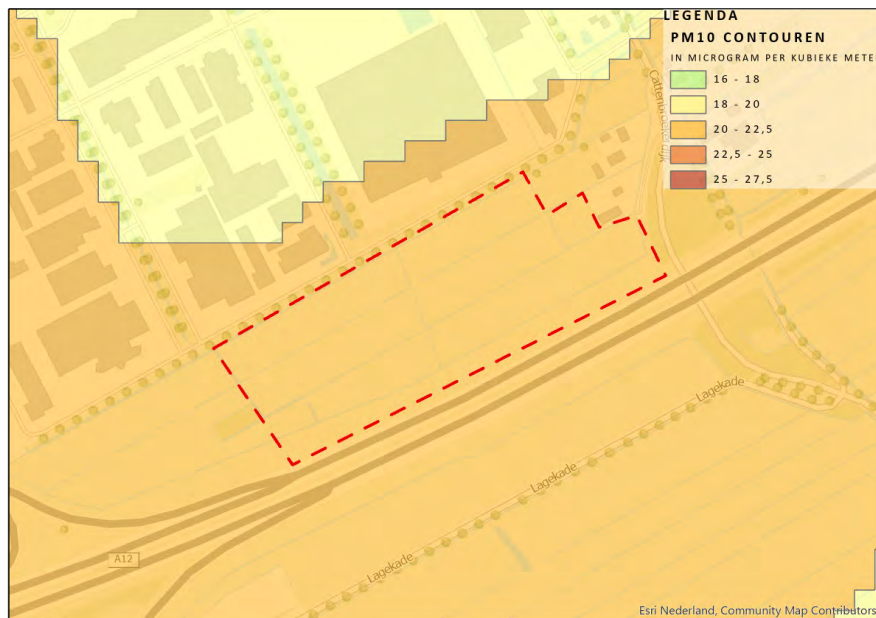 LEGENDA
PM10 CONTOUREN
IN MICROGRAM PER KUBIEKE METE
16 - 18
18 - 20
20 - 22,5
22,5 - 25
25 - 27,5
Lagekade
Lagekade
A12
Lagekade
Esri Nederland, Community Map Contributors